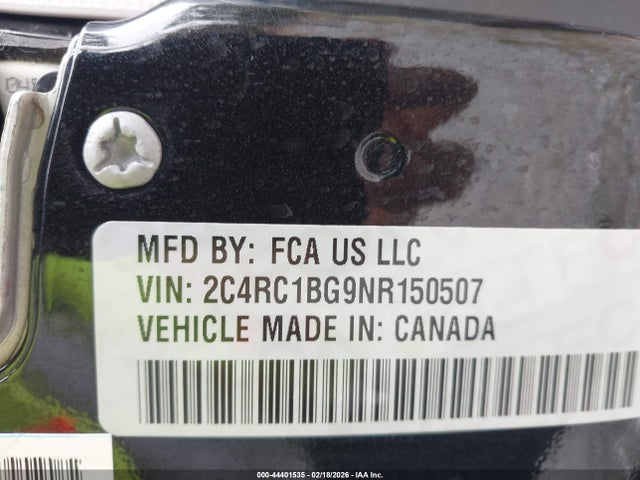 MFD BY: FCA US LLC
VIN: 2C4RC1BG9NR150507
VEHICLE MADE IN: CANADA
000-44401535 - 02/18/2026 - IAA Inc.